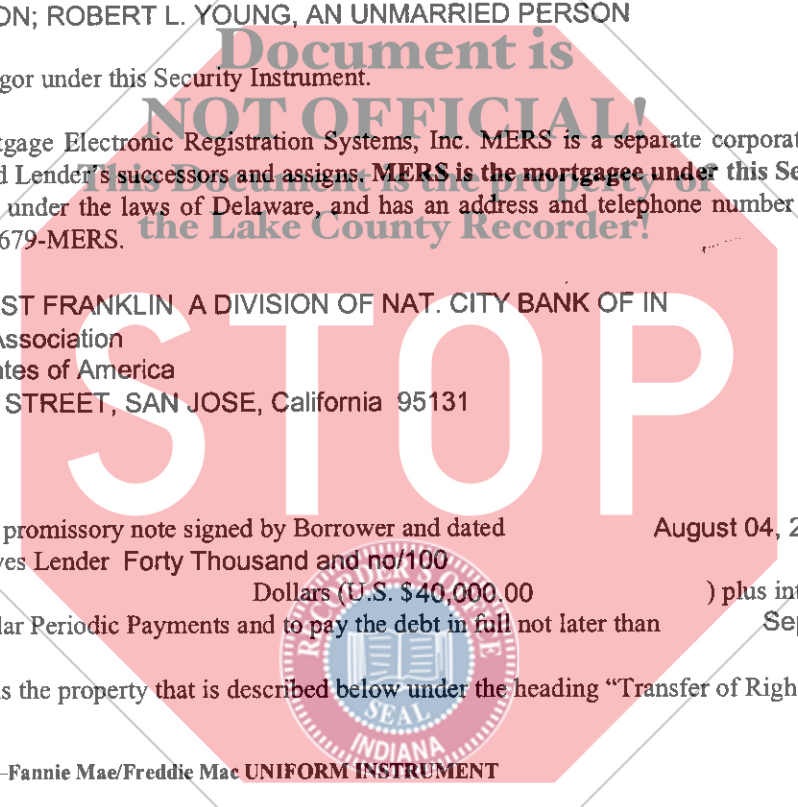 ON; ROBERT L. YOUNG, AN UNMARRIED PERSON
Document is
gor under this Security Instrument.
NOT OFFICIAL!
tgage Electronic Registration Systems, Inc. MERS is a separate corporat
This Document is the property of
d Lender's successors and assigns. MERS is the mortgagee under this Se
under the laws of Delaware, and has an address and telephone number
the Lake County Recorder!
679-MERS.
ST FRANKLIN A DIVISION OF NAT. CITY BANK OF IN
Association
tes of America
STREET, SAN JOSE, California 95131
STOP
promissory note signed by Borrower and dated August 04, 2
ves Lender Forty Thousand and no/100
Dollars (U.S. $40,000.00 ) plus int
lar Periodic Payments and to pay the debt in full not later than Sep
s the property that is described below under the heading “Transfer of Righ
RECORDER'S OFFICE
SEAL
INDIANA
–Fannie Mae/Freddie Mac UNIFORM INSTRUMENT